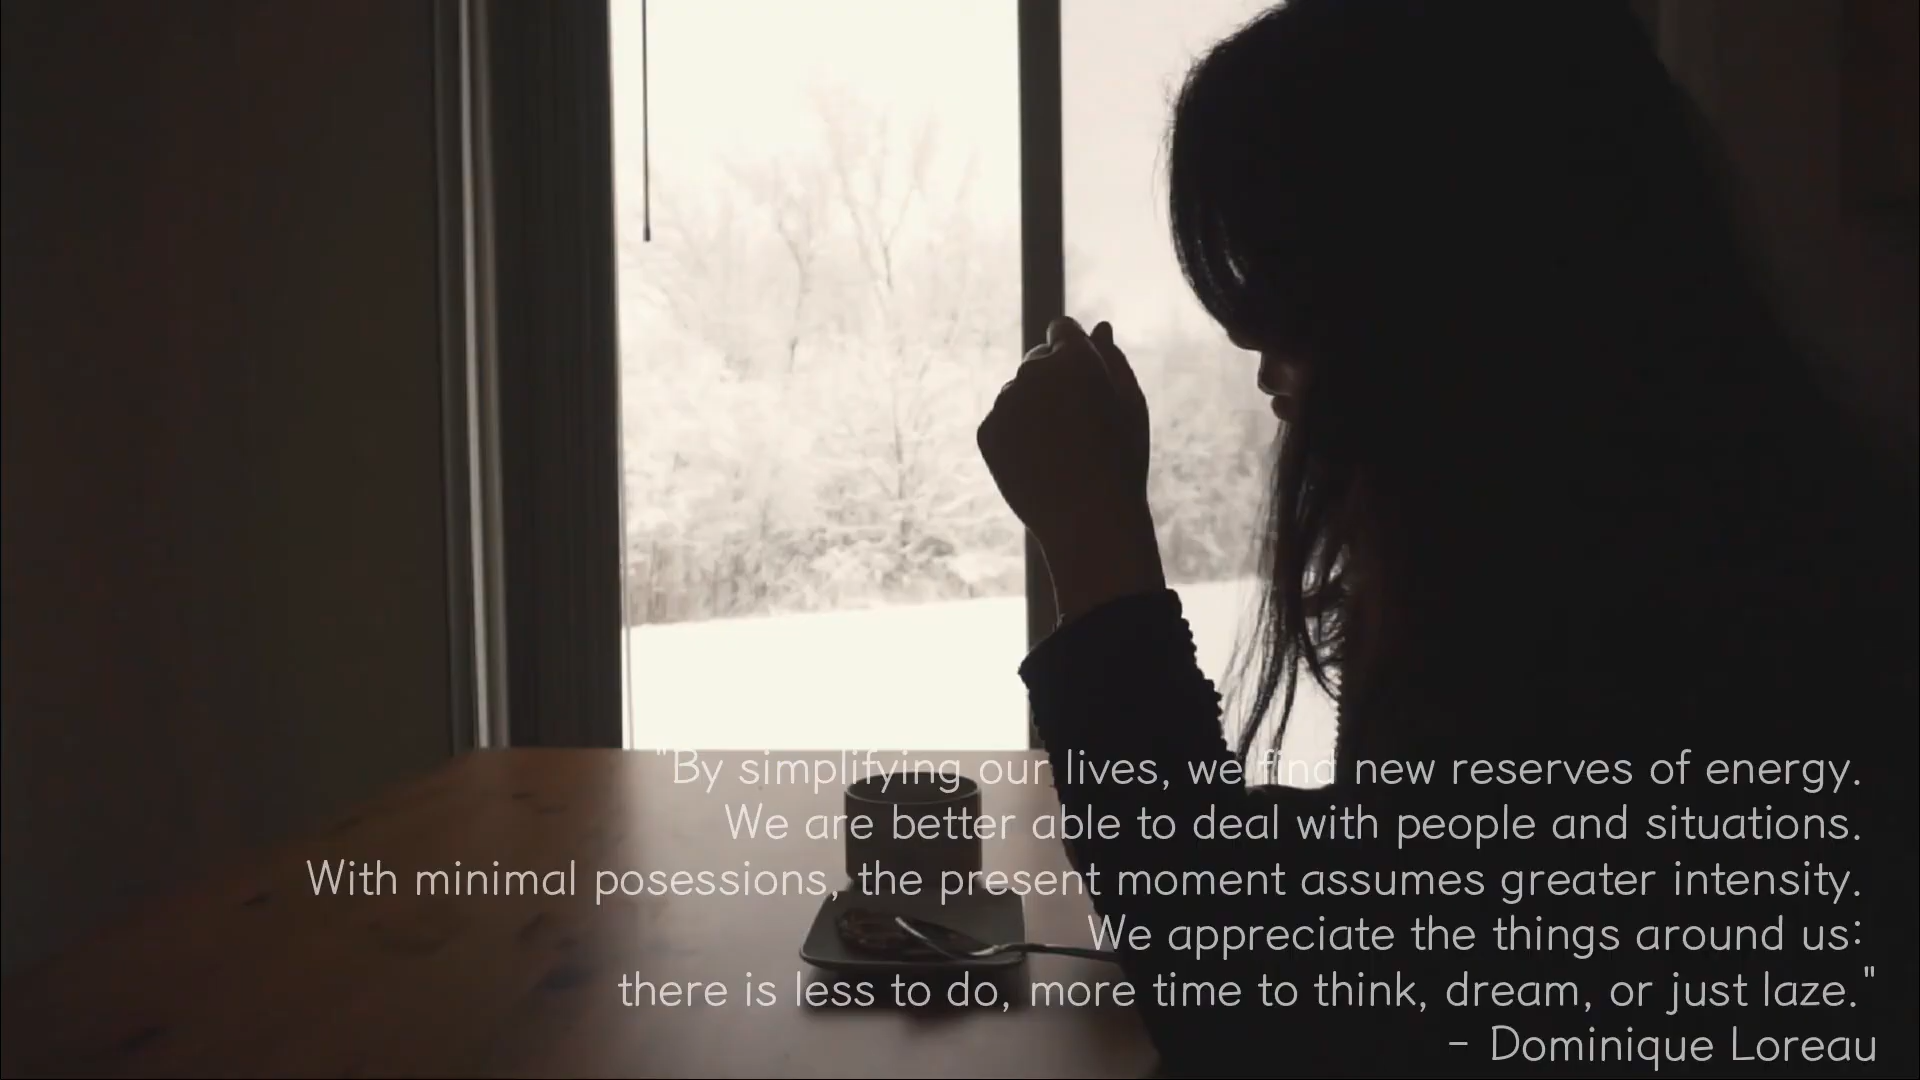 "By simplifying our lives, we find new reserves of energy.
We are better able to deal with people and situations.
With minimal posessions, the present moment assumes greater intensity.
We appreciate the things around us:
there is less to do, more time to think, dream, or just laze."
- Dominique Loreau